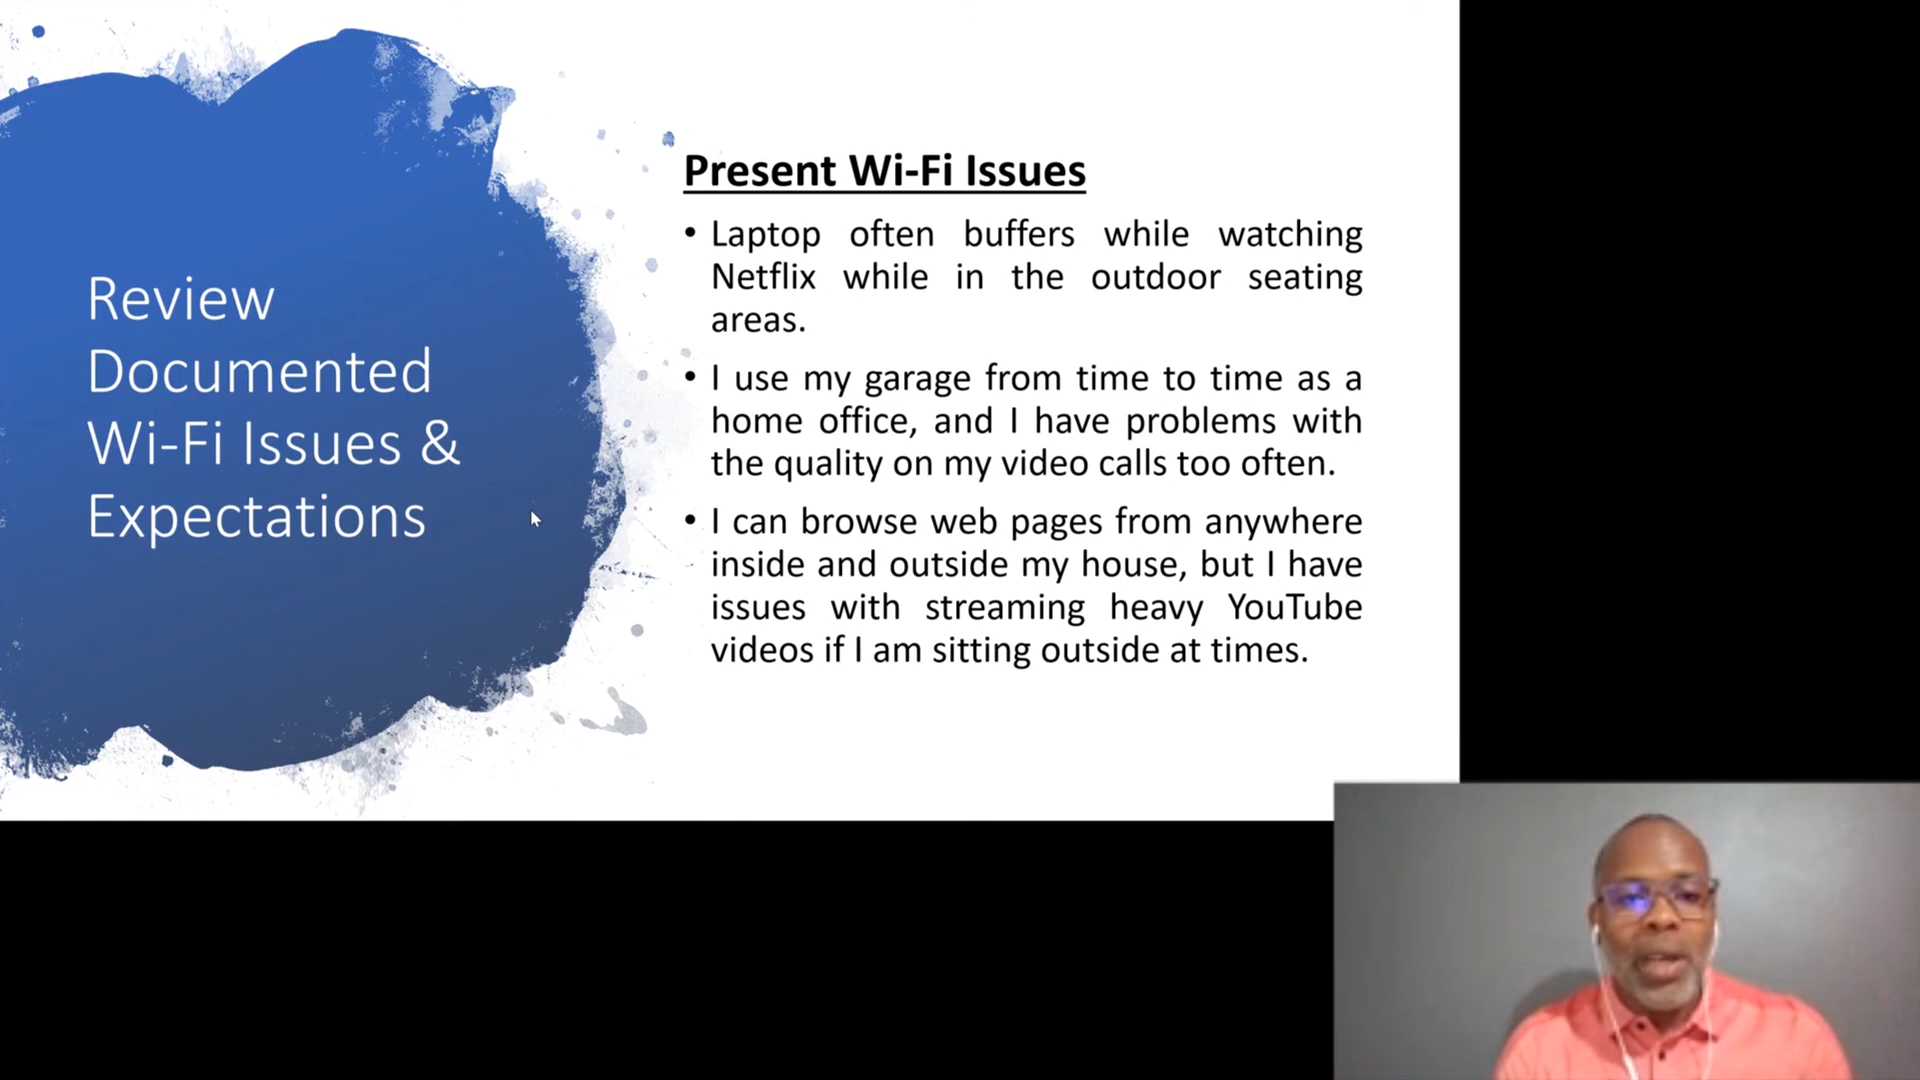 Review
Documented
Wi-Fi Issues &
Expectations
Present Wi-Fi Issues
• Laptop often buffers while watching
Netflix while in the outdoor seating
areas.
• I use my garage from time to time as a
home office, and I have problems with
the quality on my video calls too often.
• I can browse web pages from anywhere
inside and outside my house, but I have
issues with streaming heavy YouTube
videos if I am sitting outside at times.